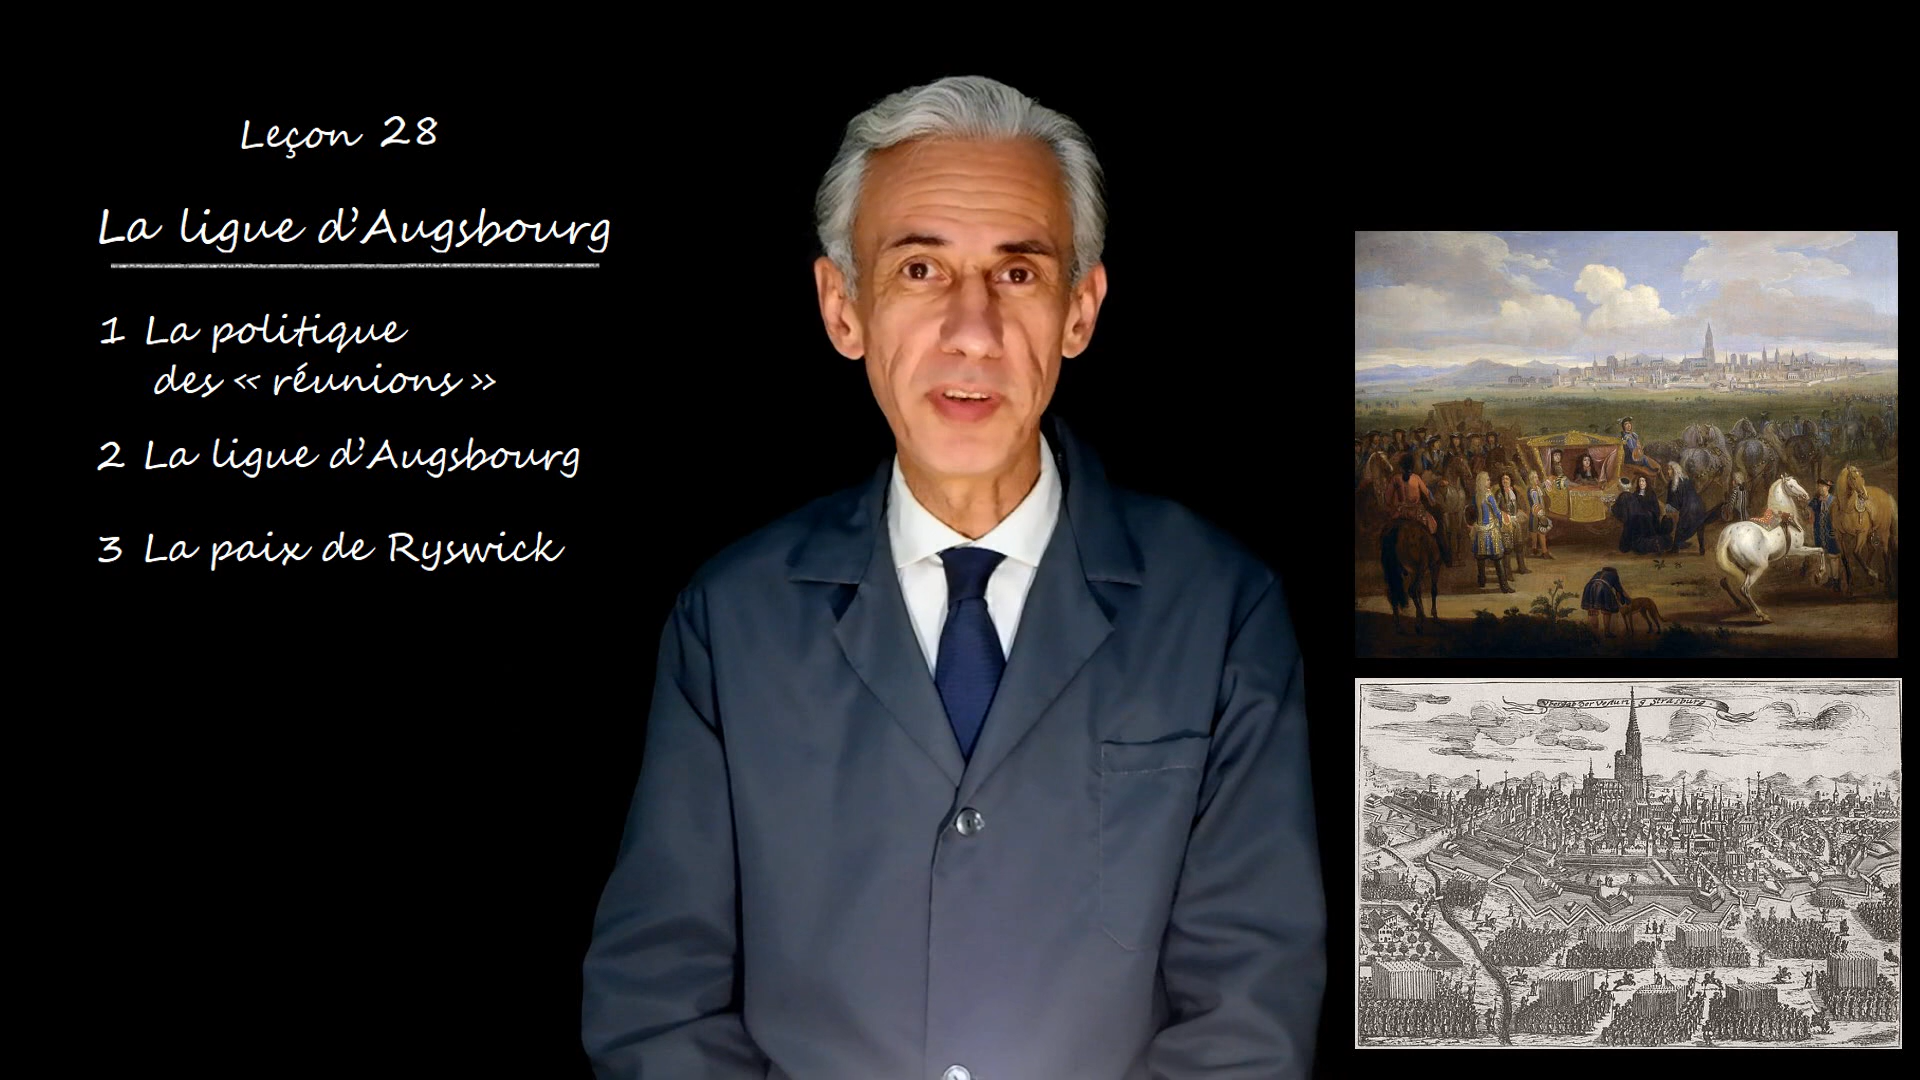 Leçon 28
La ligue d'Augsbourg
1 La politique
des « réunions »
2 La ligue d'Augsbourg
3 La paix de Ryswick
Strasburg